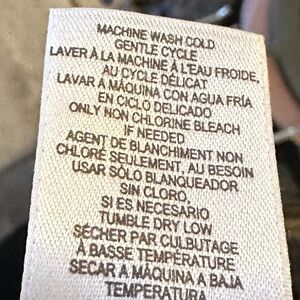 MACHINE WASH COLD
GENTLE CYCLE
LAVER À LA MACHINE À L'EAU FROIDE,
AU CYCLE DÉLICAT
LAVAR A MÁQUINA CON AGUA FRÍA
EN CICLO DELICADO
ONLY NON CHLORINE BLEACH
IF NEEDED
AGENT DE BLANCHIMENT NON
CHLORÉ SEULEMENT, AU BESOIN
USAR SÓLO BLANQUEADOR
SIN CLORO,
SI ES NECESARIO
TUMBLE DRY LOW
SÉCHER PAR CULBUTAGE
À BASSE TEMPÉRATURE
SECAR A MÁQUINA A BAJA
TEMPERATURA